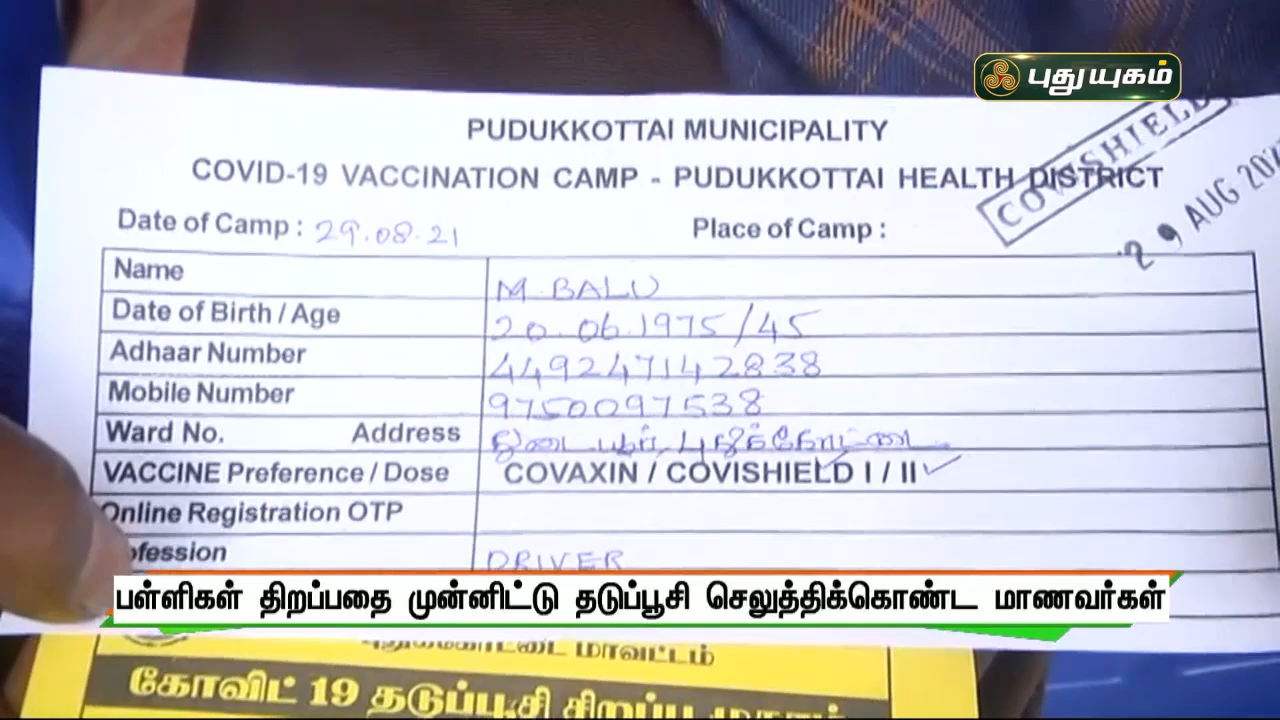 புதுயுகம்
PUDUKKOTTAI MUNICIPALITY
COVID-19 VACCINATION CAMP - PUDUKKOTTAI HEALTH DISTRICT
COVISHIELD
29 AUG 202
Date of Camp : 29.08.21 Place of Camp :
Name M. BALU
Date of Birth / Age 20.06.1975/45
Adhaar Number 449247142838
Mobile Number 9750097538
Ward No. Address புதுக்கோட்டை
VACCINE Preference / Dose COVAXIN / COVISHIELD I / II
Online Registration OTP
ofession DRIVER
பள்ளிகள் திறப்பதை முன்னிட்டு தடுப்பூசி செலுத்திக்கொண்ட மாணவர்கள்
புதுக்கோட்டை மாவட்டம்
கோவிட் 19 தடுப்பூசி சிறப்பு முகாம்